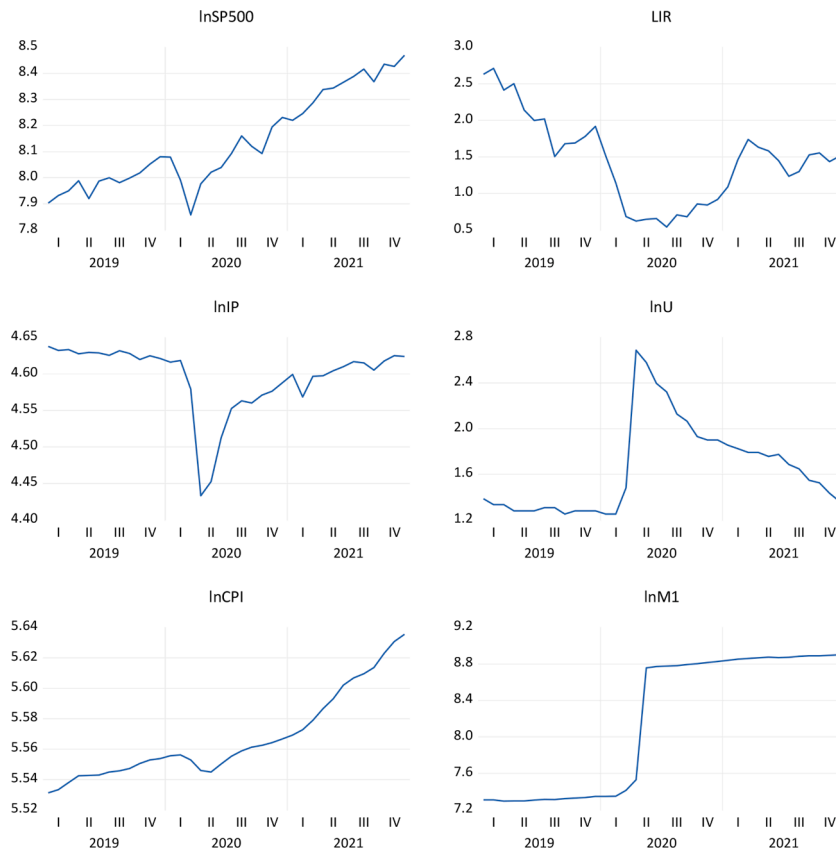 lnSP500
8.5
8.4
8.3
8.2
8.1
8.0
7.9
7.8
I II III IV I II III IV I II III IV
2019 2020 2021
LIR
3.0
2.5
2.0
1.5
1.0
0.5
I II III IV I II III IV I II III IV
2019 2020 2021
lnIP
4.65
4.60
4.55
4.50
4.45
4.40
I II III IV I II III IV I II III IV
2019 2020 2021
lnU
2.8
2.4
2.0
1.6
1.2
I II III IV I II III IV I II III IV
2019 2020 2021
lnCPI
5.64
5.62
5.60
5.58
5.56
5.54
5.52
I II III IV I II III IV I II III IV
2019 2020 2021
lnM1
9.2
8.8
8.4
8.0
7.6
7.2
I II III IV I II III IV I II III IV
2019 2020 2021